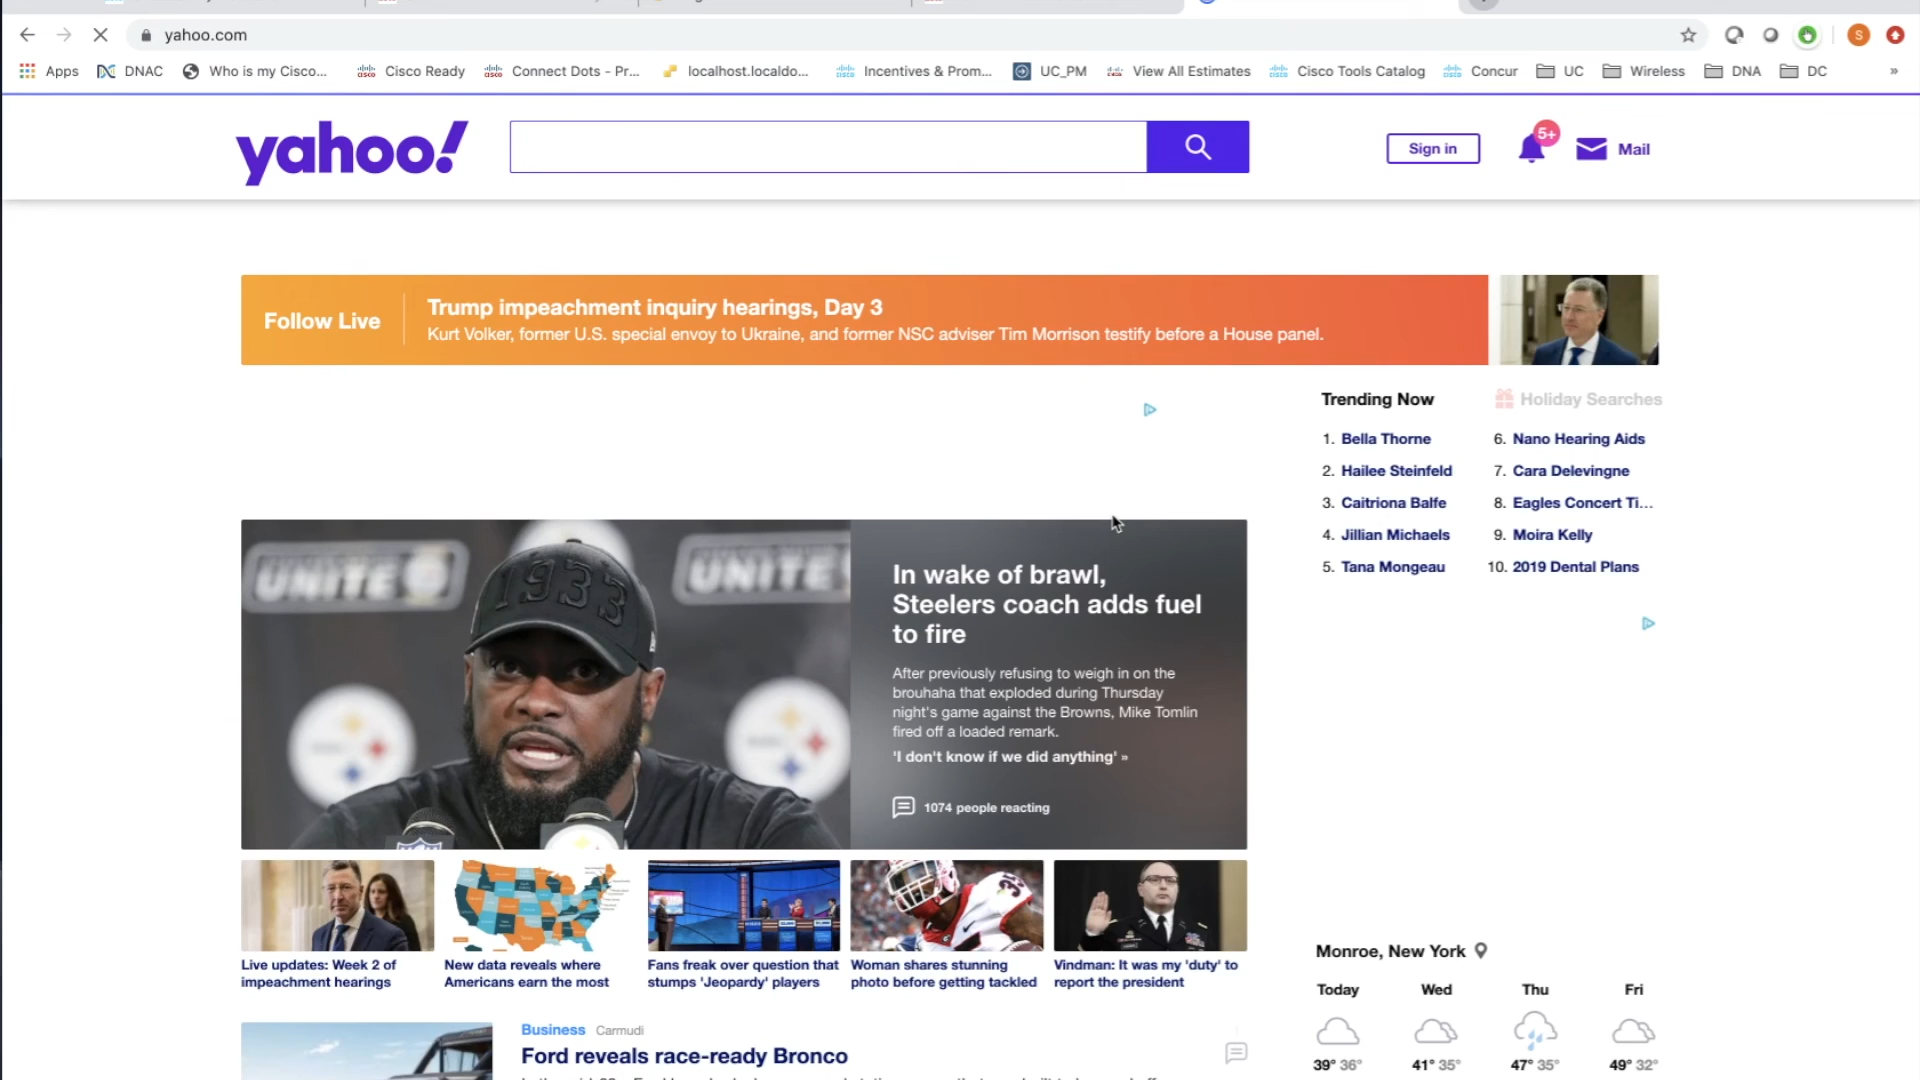 yahoo.com
S
Apps
DNAC
Who is my Cisco...
Cisco Ready
Connect Dots - Pr...
localhost.localdo...
Incentives & Prom...
UC_PM
View All Estimates
Cisco Tools Catalog
Concur
UC
Wireless
DNA
DC
»
yahoo!
Sign in
5+
Mail
Follow Live
Trump impeachment inquiry hearings, Day 3
Kurt Volker, former U.S. special envoy to Ukraine, and former NSC adviser Tim Morrison testify before a House panel.
Trending Now
Holiday Searches
1. Bella Thorne
2. Hailee Steinfeld
3. Caitriona Balfe
4. Jillian Michaels
5. Tana Mongeau
6. Nano Hearing Aids
7. Cara Delevingne
8. Eagles Concert Ti...
9. Moira Kelly
10. 2019 Dental Plans
UNITE
1933
UNITE
In wake of brawl,
Steelers coach adds fuel
to fire
After previously refusing to weigh in on the
brouhaha that exploded during Thursday
night's game against the Browns, Mike Tomlin
fired off a loaded remark.
'I don't know if we did anything' »
1074 people reacting
Live updates: Week 2 of
impeachment hearings
New data reveals where
Americans earn the most
Fans freak over question that
stumps 'Jeopardy' players
35
Woman shares stunning
photo before getting tackled
Vindman: It was my 'duty' to
report the president
Business Carmudi
Ford reveals race-ready Bronco
Monroe, New York
Today
Wed
Thu
Fri
39° 36°
41° 35°
47° 35°
49° 32°